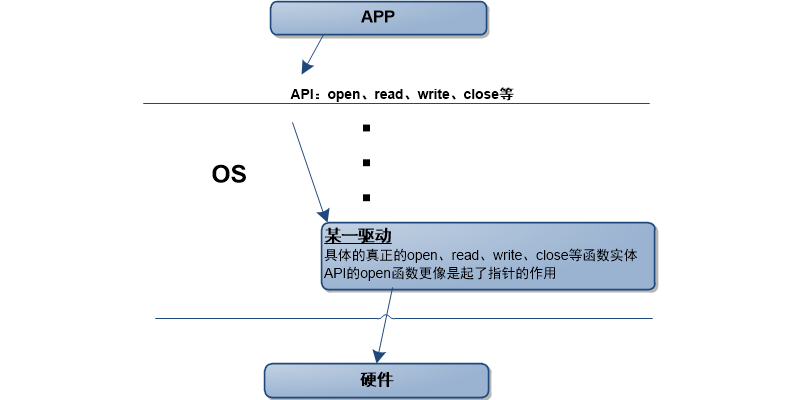 APP
API：open、read、write、close等
OS
某一驱动
具体的真正的open、read、write、close等函数实体
API的open函数更像是起了指针的作用
硬件